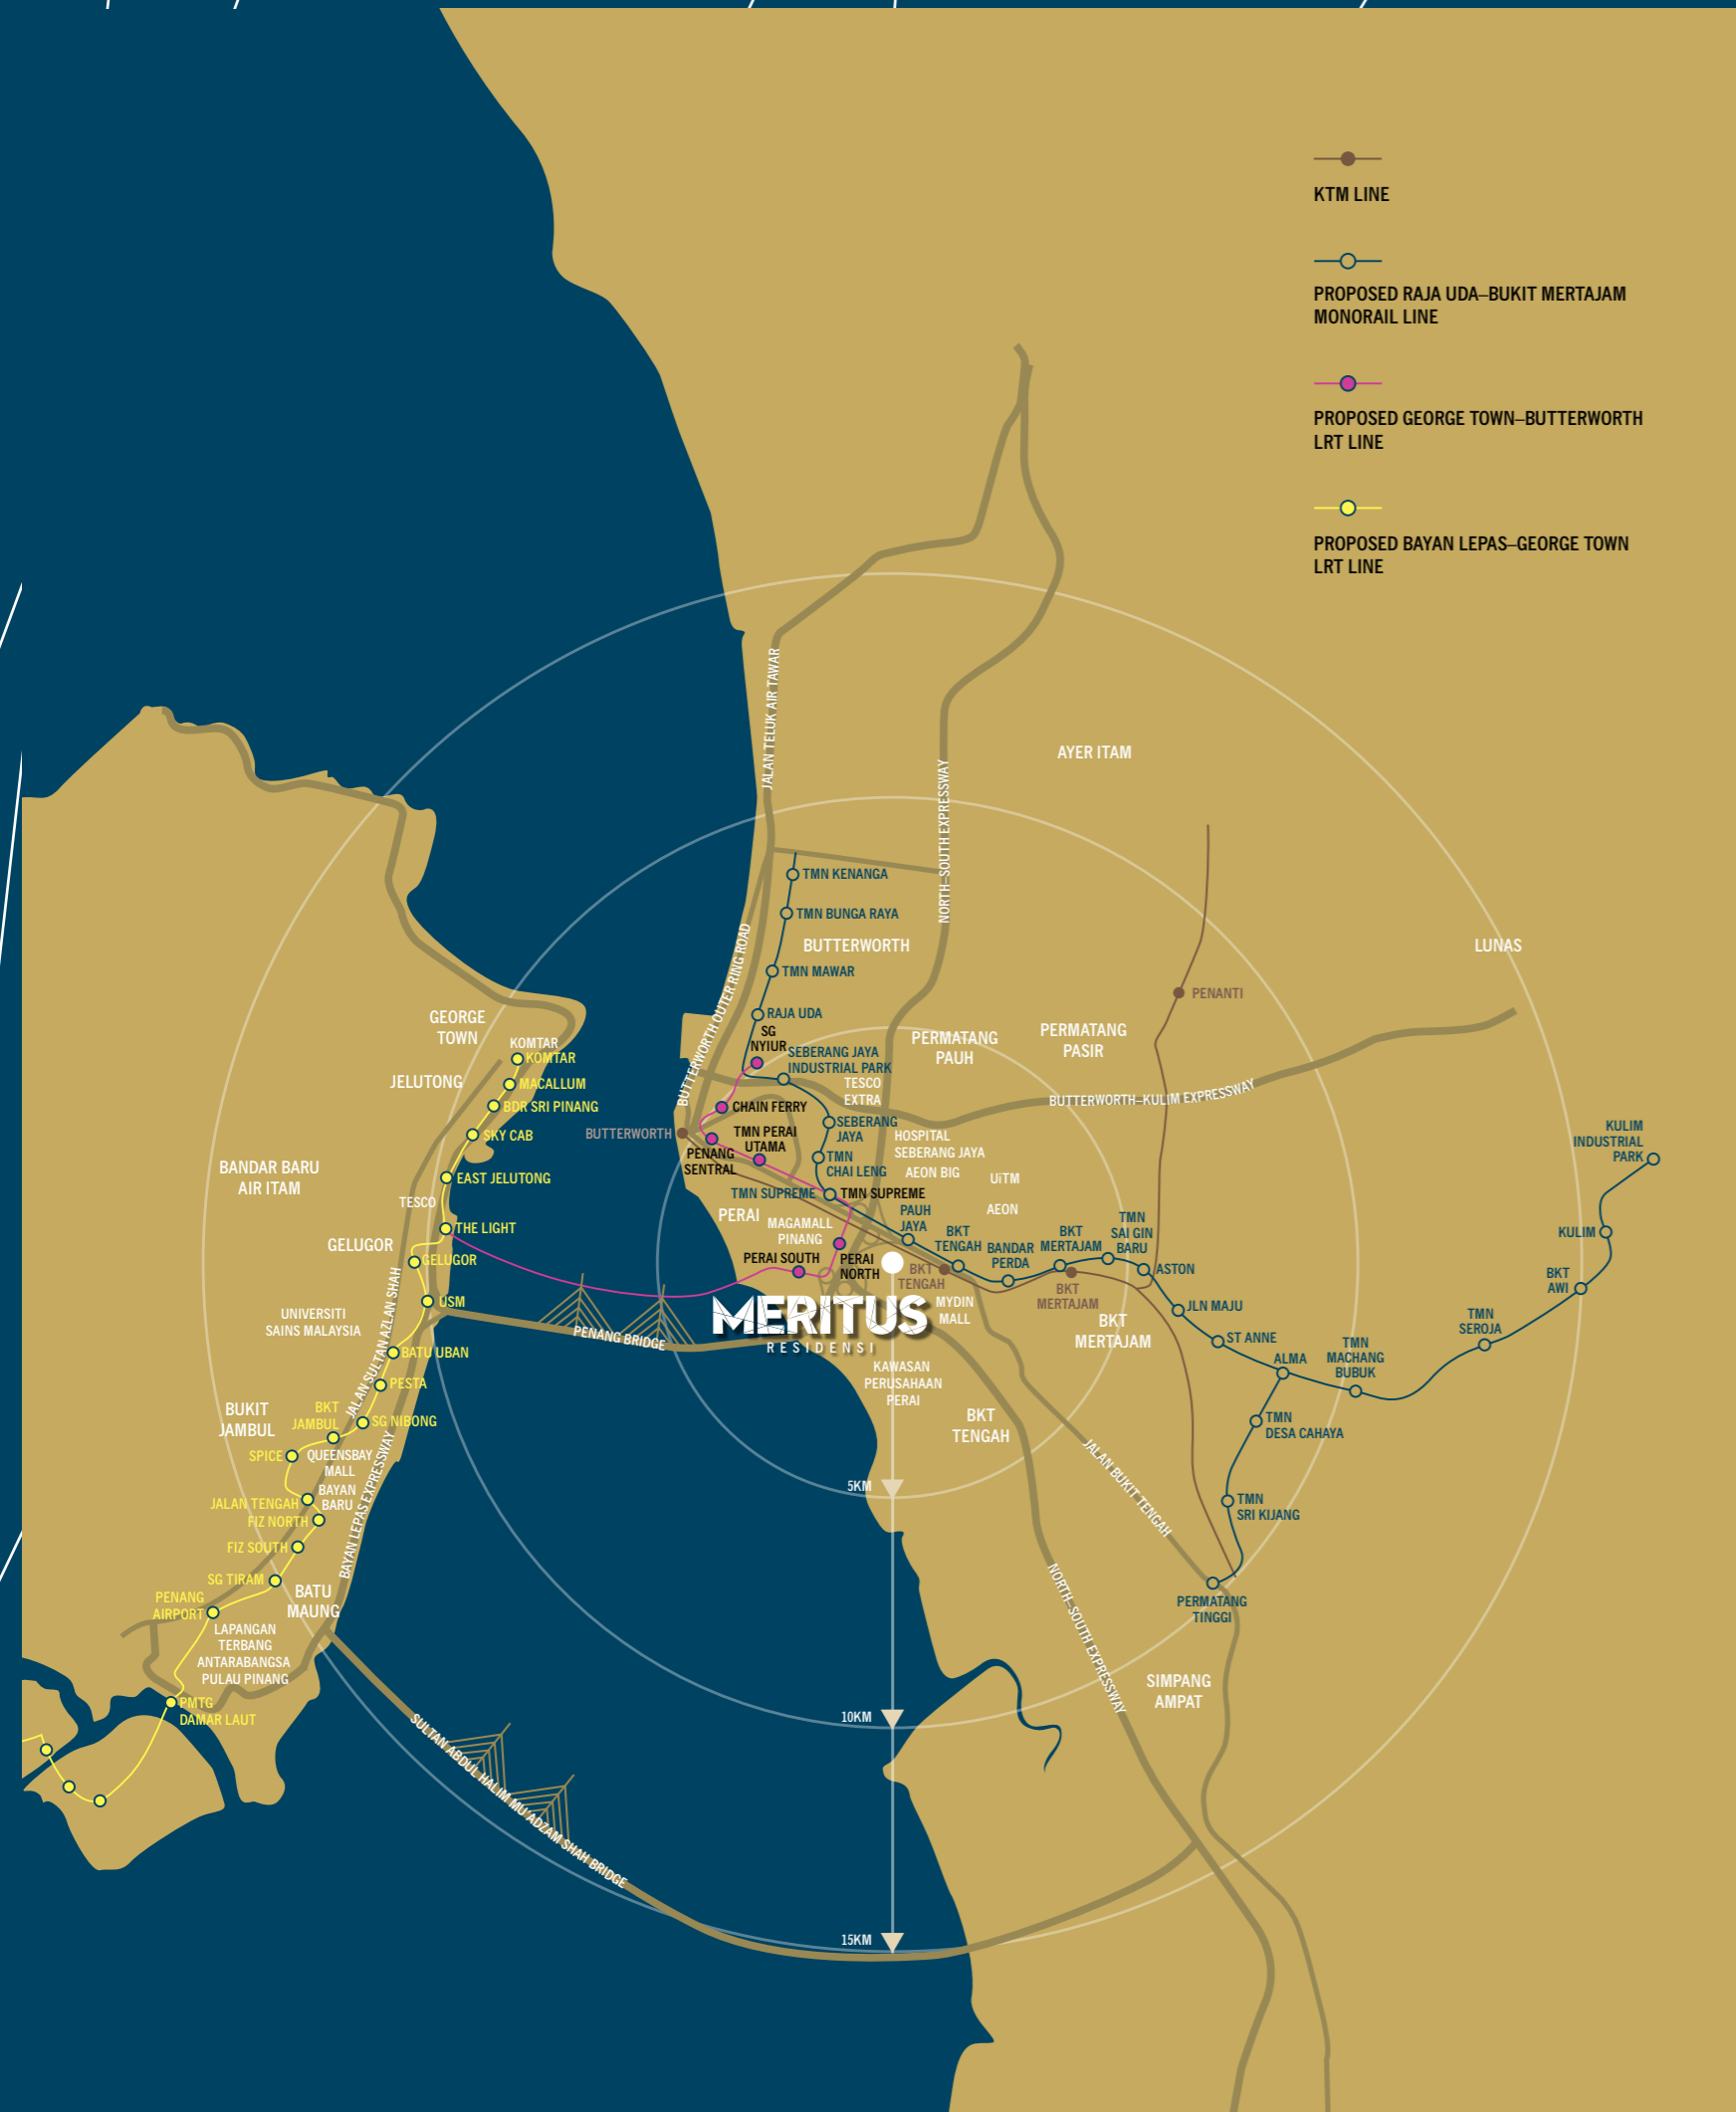 KTM LINE
PROPOSED RAJA UDA–BUKIT MERTAJAM
MONORAIL LINE
PROPOSED GEORGE TOWN–BUTTERWORTH
LRT LINE
PROPOSED BAYAN LEPAS–GEORGE TOWN
LRT LINE
JALAN TELUK AIR TAWAR
AYER ITAM
NORTH–SOUTH EXPRESSWAY
TMN KENANGA
TMN BUNGA RAYA
BUTTERWORTH
LUNAS
TMN MAWAR
BUTTERWORTH OUTER RING ROAD
PENANTI
RAJA UDA
GEORGE
TOWN
SG
NYIUR
PERMATANG
PAUH
PERMATANG
PASIR
KOMTAR
KOMTAR
SEBERANG JAYA
INDUSTRIAL PARK
JELUTONG
MACALLUM
TESCO
EXTRA
BUTTERWORTH–KULIM EXPRESSWAY
BDR SRI PINANG
CHAIN FERRY
SEBERANG
JAYA
SKY CAB
BUTTERWORTH
TMN PERAI
UTAMA
HOSPITAL
SEBERANG JAYA
KULIM
INDUSTRIAL
PARK
PENANG
SENTRAL
TMN
CHAI LENG
BANDAR BARU
AIR ITAM
EAST JELUTONG
AEON BIG
UiTM
TESCO
TMN SUPREME
TMN SUPREME
AEON
PERAI
MAGAMALL
PINANG
PAUH
JAYA
THE LIGHT
BKT
TENGAH
BANDAR
PERDA
BKT
MERTAJAM
TMN
SAI GIN
BARU
KULIM
GELUGOR
GELUGOR
PERAI SOUTH
PERAI
NORTH
BKT
TENGAH
ASTON
BKT
AWI
BKT
MERTAJAM
USM
MERITUS
RESIDENSI
MYDIN
MALL
JLN MAJU
UNIVERSITI
SAINS MALAYSIA
JALAN SULTAN AZLAN SHAH
PENANG BRIDGE
BKT
MERTAJAM
ST ANNE
TMN
SEROJA
BATU UBAN
ALMA
TMN
MACHANG
BUBUK
KAWASAN
PERUSAHAAN
PERAI
PESTA
BUKIT
JAMBUL
BKT
JAMBUL
SG NIBONG
BKT
TENGAH
TMN
DESA CAHAYA
SPICE
QUEENSBAY
MALL
JALAN BUKIT TENGAH
5KM
BAYAN
BARU
JALAN TENGAH
FIZ NORTH
BAYAN LEPAS EXPRESSWAY
TMN
SRI KIJANG
FIZ SOUTH
SG TIRAM
BATU
MAUNG
PENANG
AIRPORT
PERMATANG
TINGGI
LAPANGAN
TERBANG
ANTARABANGSA
PULAU PINANG
NORTH–SOUTH EXPRESSWAY
SIMPANG
AMPAT
PMTG
DAMAR LAUT
10KM
SULTAN ABDUL HALIM MU'ADZAM SHAH BRIDGE
15KM